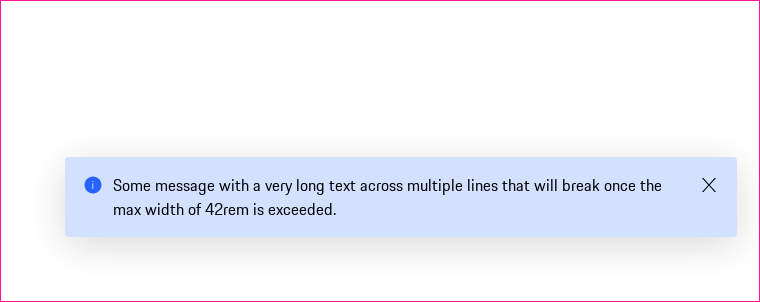 Some message with a very long text across multiple lines that will break once the
max width of 42rem is exceeded.